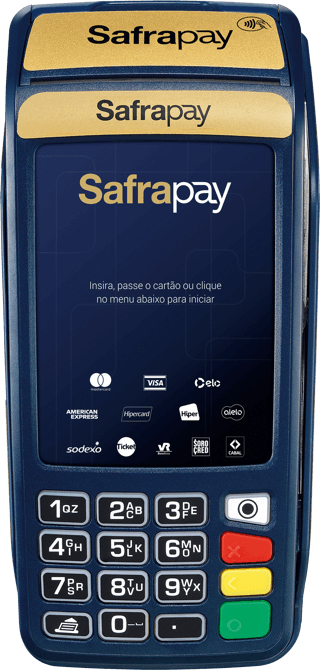 Safrapay
Safrapay
Safrapay
Insira, passe o cartão ou clique
no menu abaixo para iniciar
mastercard
VISA
elo
AMERICAN
EXPRESS
Hipercard
Hiper
alelo
sodexo
Ticket
VR
SORO
CRED
CABAL
1 QZ
2 ABC
3 DEF
4 GHI
5 JKL
6 MNO
7 PRS
8 TUV
9 WXY
0
.